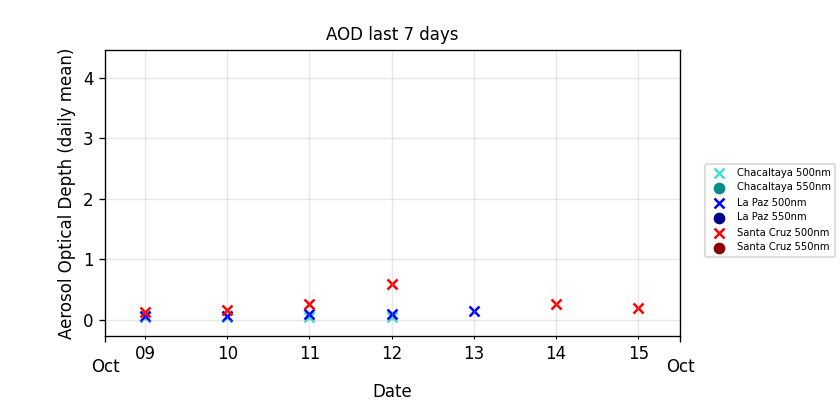 AOD last 7 days
Aerosol Optical Depth (daily mean)
4
3
2
1
0
09 10 11 12 13 14 15
Oct Oct
Date
Chacaltaya 500nm
Chacaltaya 550nm
La Paz 500nm
La Paz 550nm
Santa Cruz 500nm
Santa Cruz 550nm